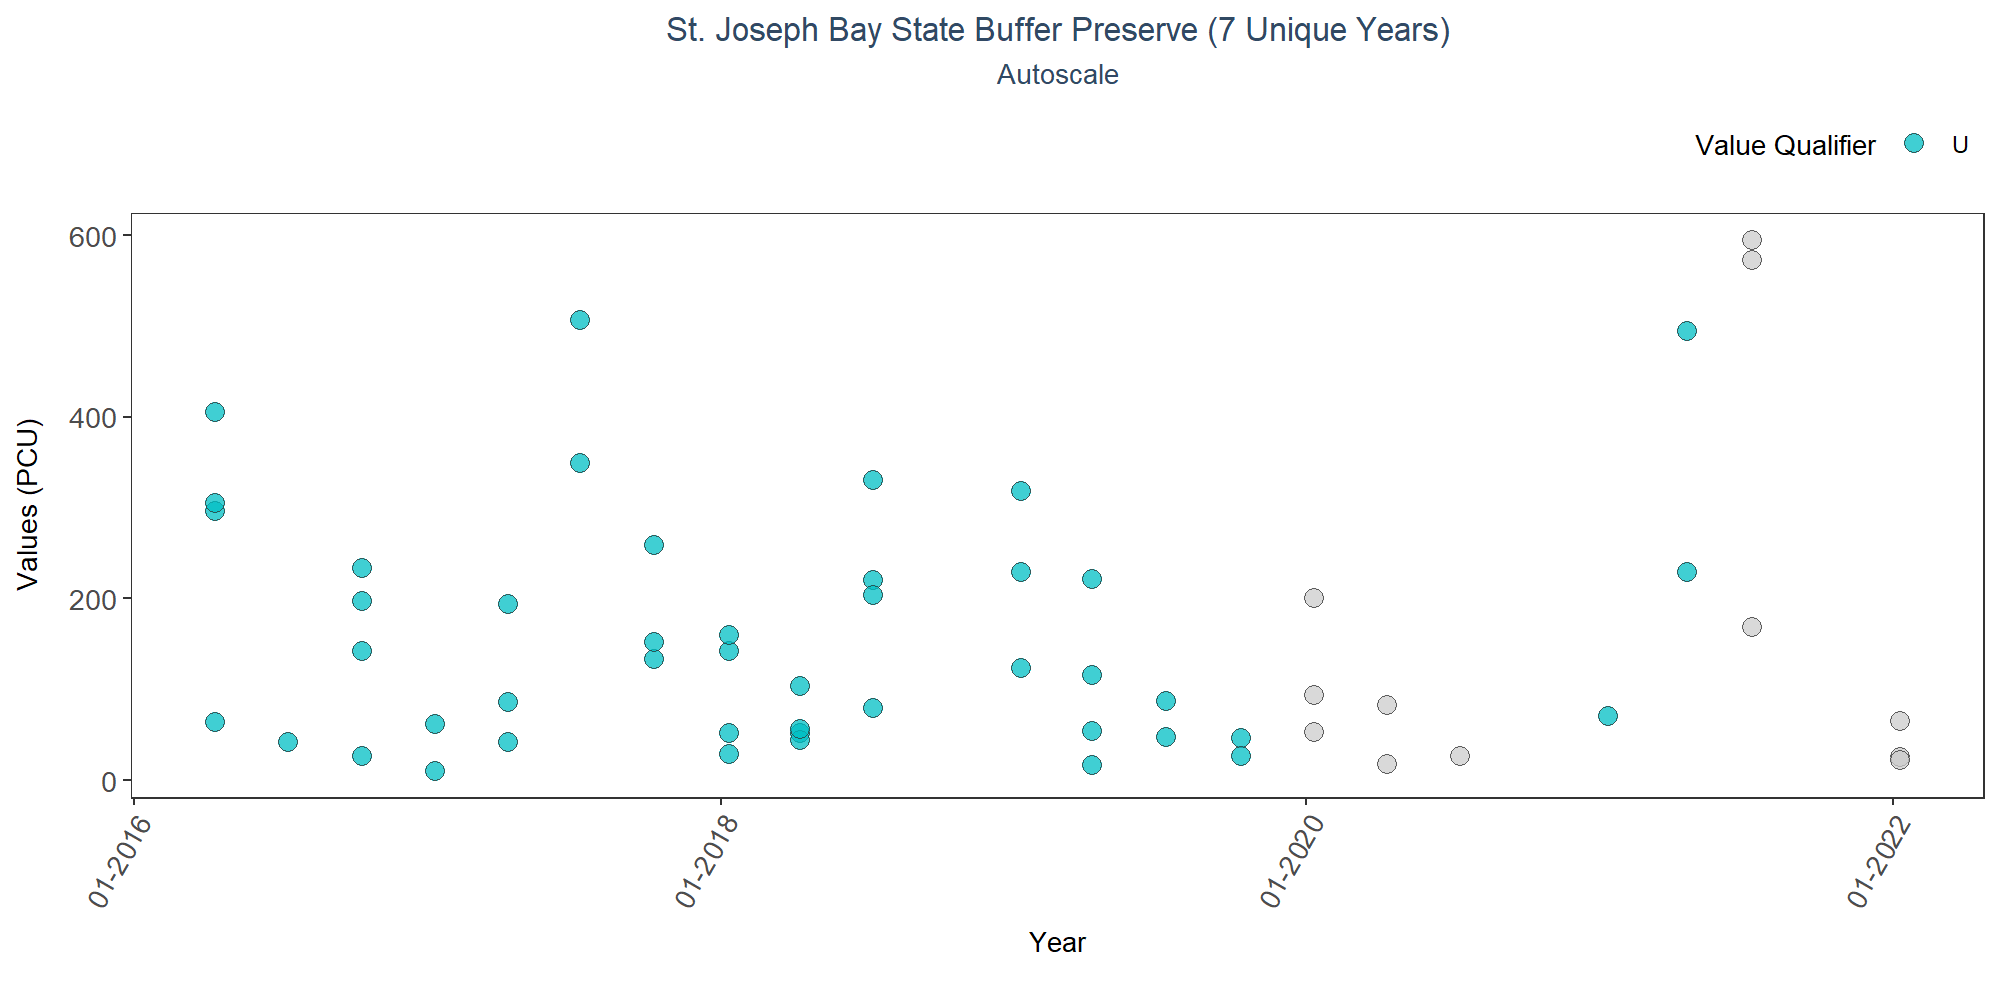 St. Joseph Bay State Buffer Preserve (7 Unique Years)
Autoscale
Value Qualifier U
600
400
200
0
Values (PCU)
01-2016
01-2018
01-2020
01-2022
Year